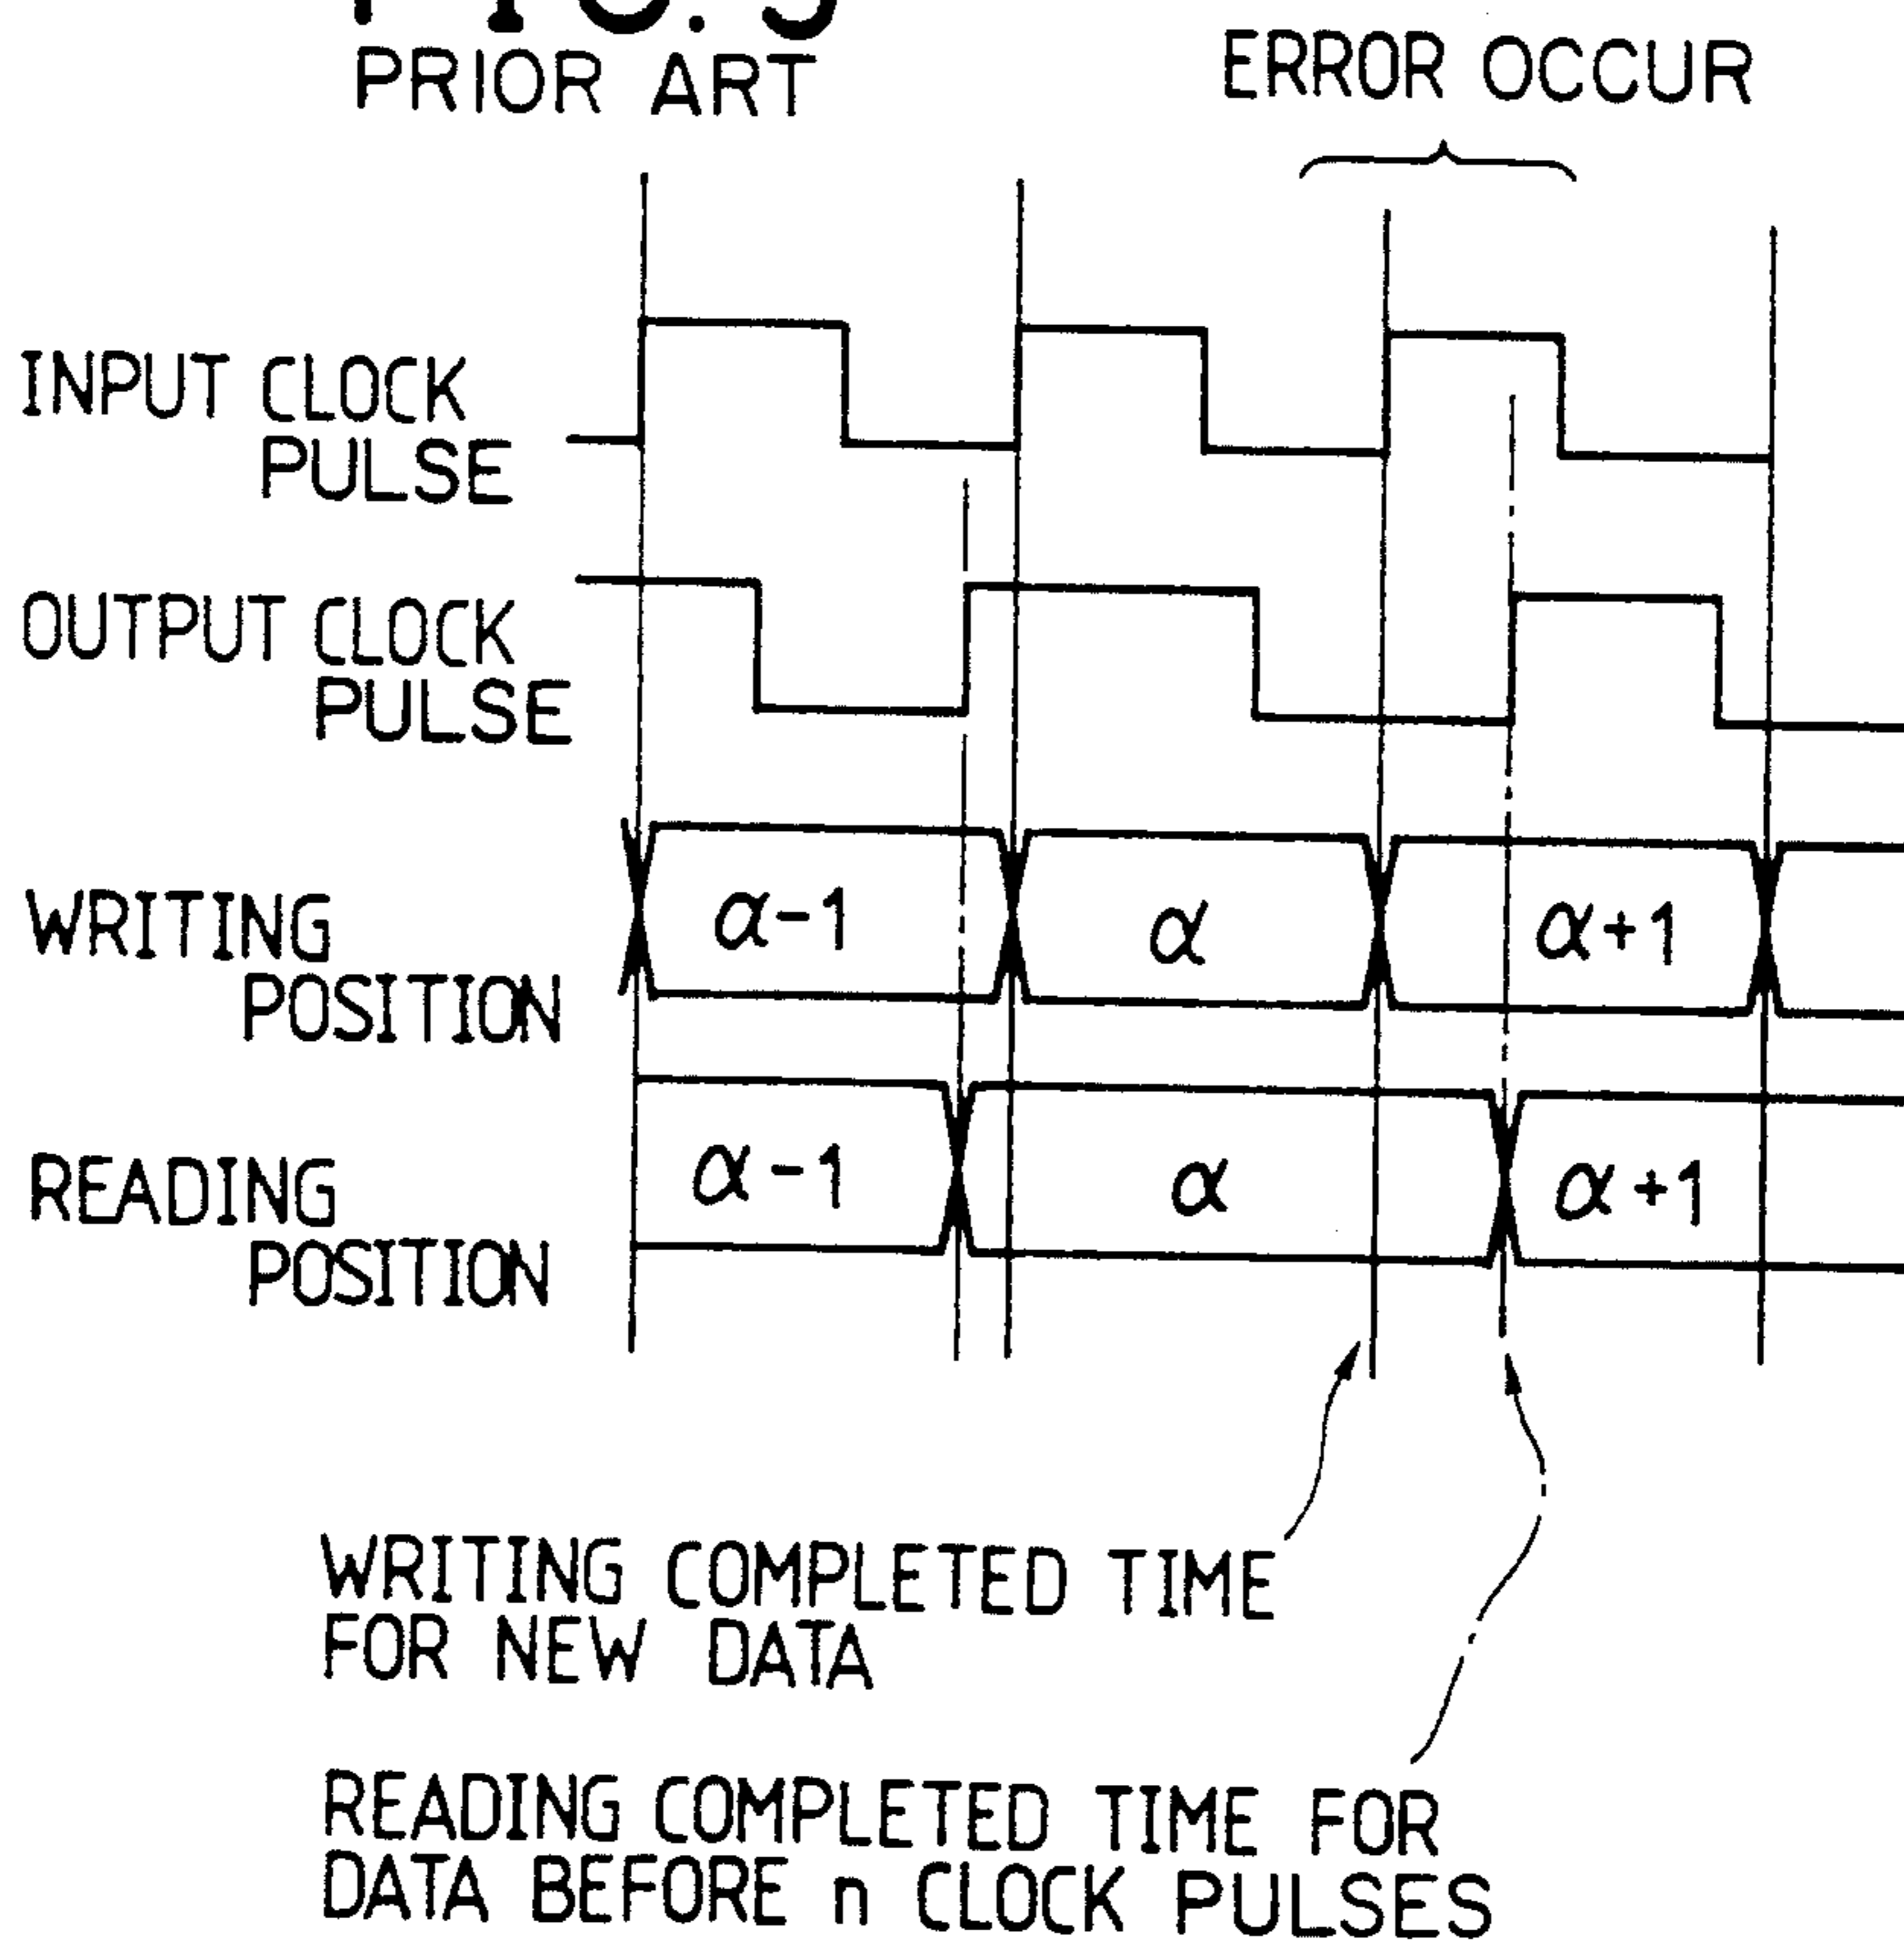 PRIOR ART
ERROR OCCUR
INPUT CLOCK
PULSE
OUTPUT CLOCK
PULSE
WRITING
POSITION
α-1
α
α+1
READING
POSITION
α-1
α
α+1
WRITING COMPLETED TIME
FOR NEW DATA
READING COMPLETED TIME FOR
DATA BEFORE n CLOCK PULSES